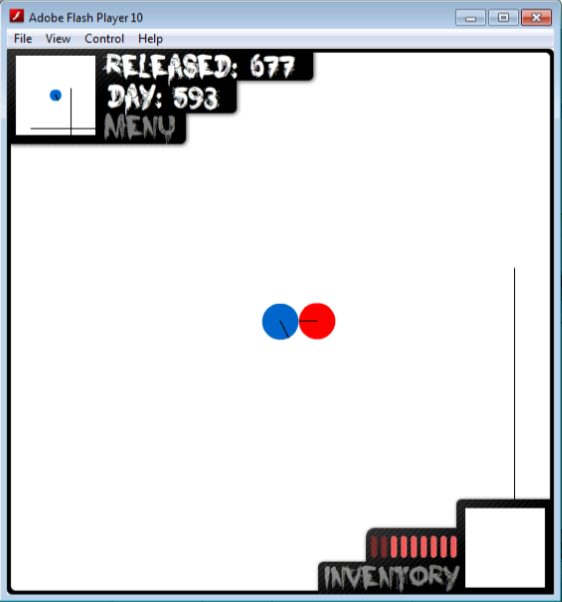 Adobe Flash Player 10
File View Control Help
RELEASED: 677
DAY: 593
MENU
INVENTORY